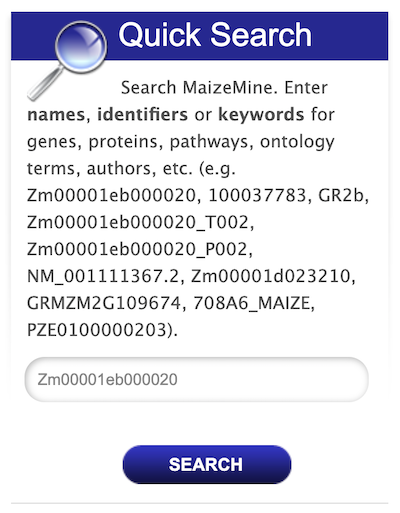 Quick Search
Search MaizeMine. Enter
names, identifiers or keywords for
genes, proteins, pathways, ontology
terms, authors, etc. (e.g.
Zm00001eb000020, 100037783, GR2b,
Zm00001eb000020_T002,
Zm00001eb000020_P002,
NM_001111367.2, Zm00001d023210,
GRMZM2G109674, 708A6_MAIZE,
PZE0100000203).
Zm00001eb000020
SEARCH